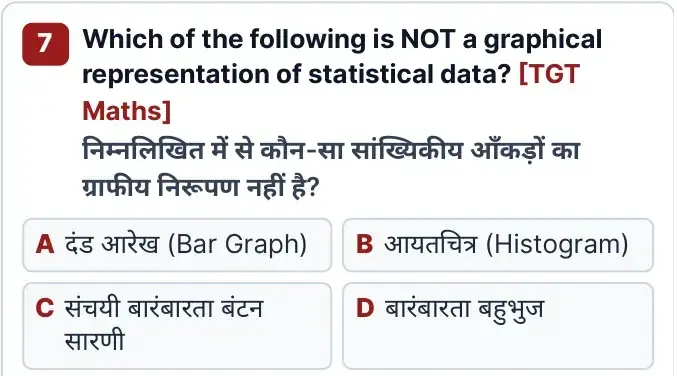 7 Which of the following is NOT a graphical
representation of statistical data? [TGT
Maths]
निम्नलिखित में से कौन-सा सांख्यिकीय आँकड़ों का
ग्राफीय निरूपण नहीं है?
A दंड आरेख (Bar Graph)
B आयतचित्र (Histogram)
C संचयी बारंबारता बंटन
सारणी
D बारंबारता बहुभुज